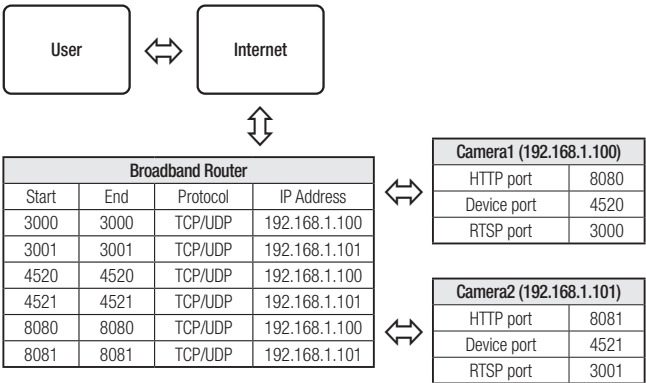 User
Internet
Broadband Router
Start End Protocol IP Address
3000 3000 TCP/UDP 192.168.1.100
3001 3001 TCP/UDP 192.168.1.101
4520 4520 TCP/UDP 192.168.1.100
4521 4521 TCP/UDP 192.168.1.101
8080 8080 TCP/UDP 192.168.1.100
8081 8081 TCP/UDP 192.168.1.101
Camera1 (192.168.1.100)
HTTP port 8080
Device port 4520
RTSP port 3000
Camera2 (192.168.1.101)
HTTP port 8081
Device port 4521
RTSP port 3001